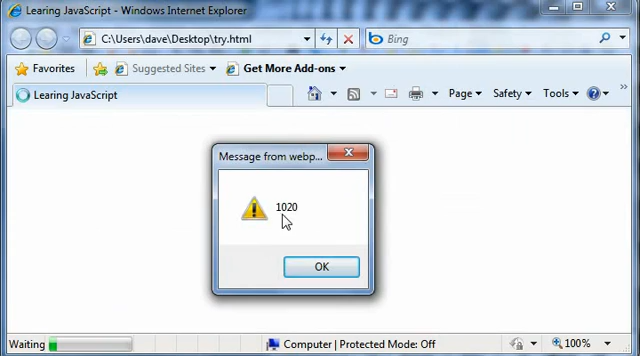 Learing JavaScript - Windows Internet Explorer
C:\Users\dave\Desktop\try.html
Bing
Favorites Suggested Sites Get More Add-ons
Learing JavaScript Page Safety Tools »
Message from webp...
1020
OK
Waiting Computer | Protected Mode: Off 100%